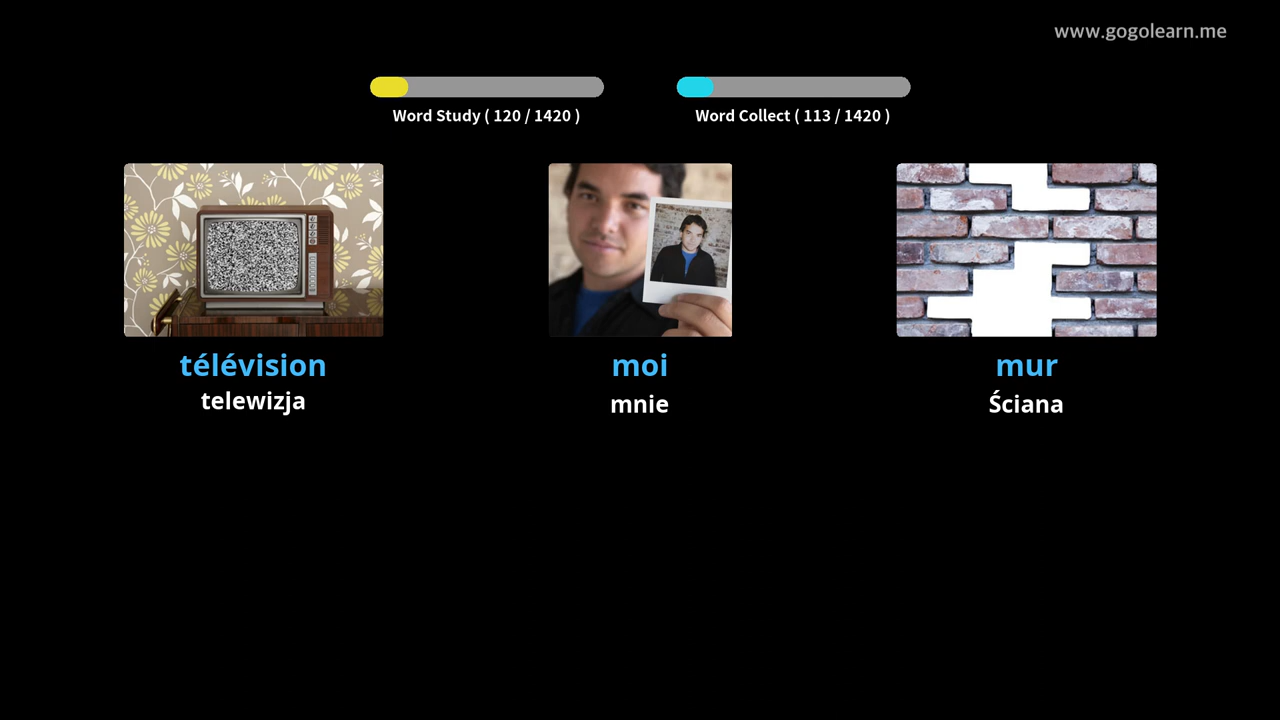 www.gogolearn.me
Word Study ( 120 / 1420 )
Word Collect ( 113 / 1420 )
télévision
telewizja
moi
mnie
mur
Ściana